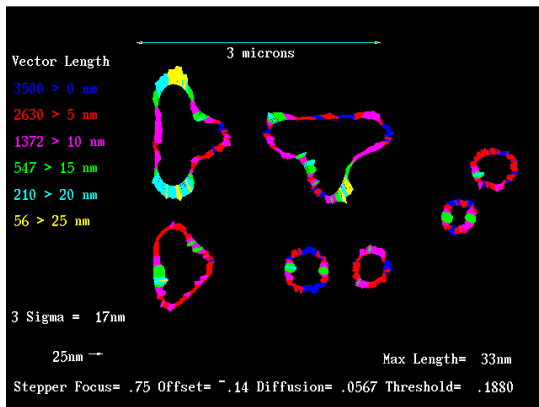 3 microns
Vector Length
3500 > 0 nm
2630 > 5 nm
1372 > 10 nm
547 > 15 nm
210 > 20 nm
56 > 25 nm
3 Sigma = 17nm
25nm →
Max Length= 33nm
Stepper Focus= .75 Offset= ‾.14 Diffusion= .0567 Threshold= .1880